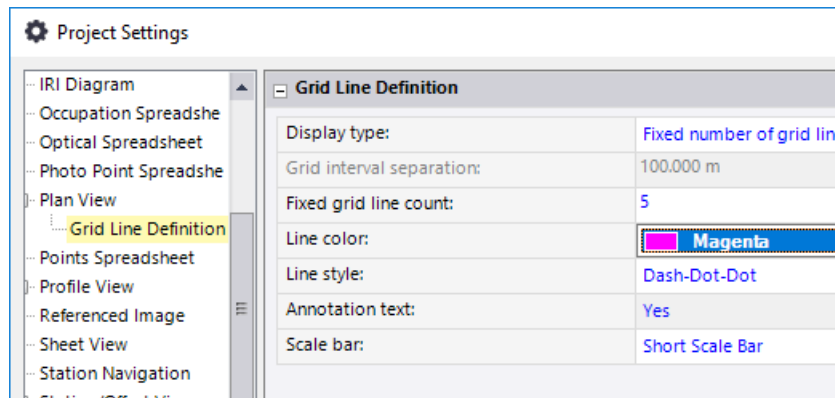 Project Settings
IRI Diagram
Occupation Spreadshe
Optical Spreadsheet
Photo Point Spreadshe
Plan View
Grid Line Definition
Points Spreadsheet
Profile View
Referenced Image
Sheet View
Station Navigation
Grid Line Definition
Display type: Fixed number of grid lin
Grid interval separation: 100.000 m
Fixed grid line count: 5
Line color: Magenta
Line style: Dash-Dot-Dot
Annotation text: Yes
Scale bar: Short Scale Bar